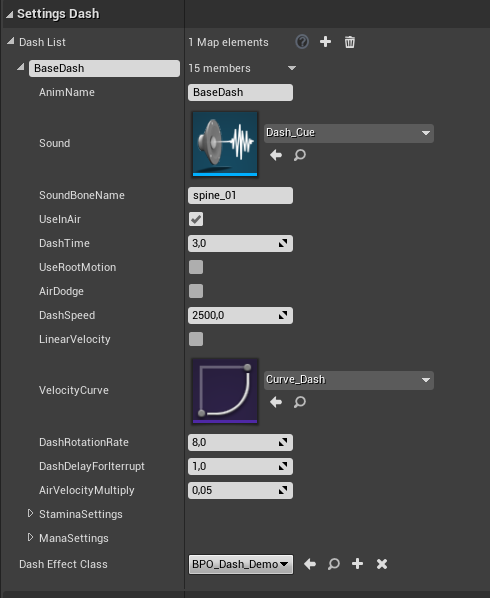 Settings Dash
Dash List 1 Map elements
BaseDash 15 members
AnimName BaseDash
Sound Dash_Cue
SoundBoneName spine_01
UseInAir
DashTime 3,0
UseRootMotion
AirDodge
DashSpeed 2500,0
LinearVelocity
VelocityCurve Curve_Dash
DashRotationRate 8,0
DashDelayForIterrupt 1,0
AirVelocityMultiply 0,05
StaminaSettings
ManaSettings
Dash Effect Class BPO_Dash_Demo